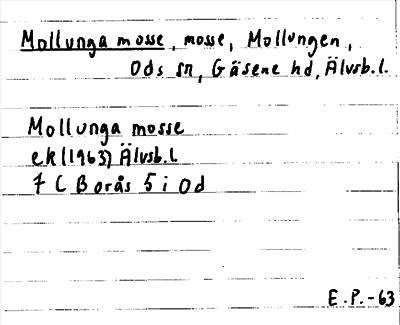 Mollunga mosse, mosse, Mollungen,
Ods sn, Gäsene hd, Älvsb.l.
Mollunga mosse
ek (1963) Älvsb.l
7 C Borås 5 i Od
E.P.-63